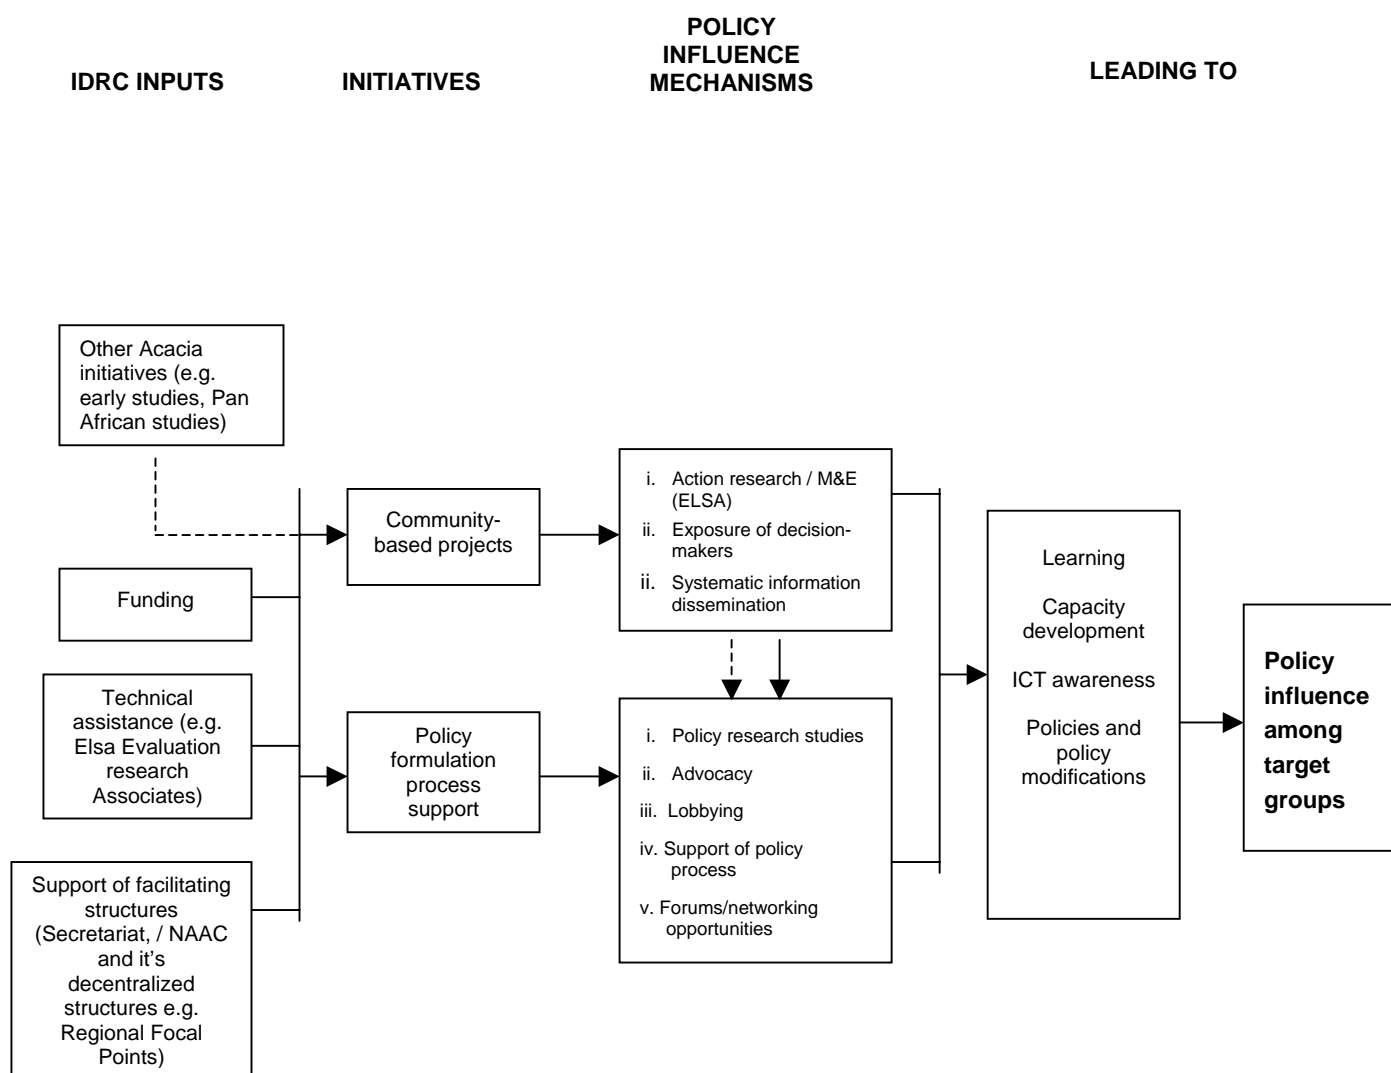 IDRC INPUTS
INITIATIVES
POLICY
INFLUENCE
MECHANISMS
LEADING TO
Other Acacia
initiatives (e.g.
early studies, Pan
African studies)
Funding
Technical
assistance (e.g.
Elsa Evaluation
research
Associates)
Support of facilitating
structures
(Secretariat, / NAAC
and it's
decentralized
structures e.g.
Regional Focal
Points)
Community-
based projects
Policy
formulation
process
support
i. Action research / M&E
(ELSA)
ii. Exposure of decision-
makers
ii. Systematic information
dissemination
i. Policy research studies
ii. Advocacy
iii. Lobbying
iv. Support of policy
process
v. Forums/networking
opportunities
Learning
Capacity
development
ICT awareness
Policies and
policy
modifications
Policy
influence
among
target
groups